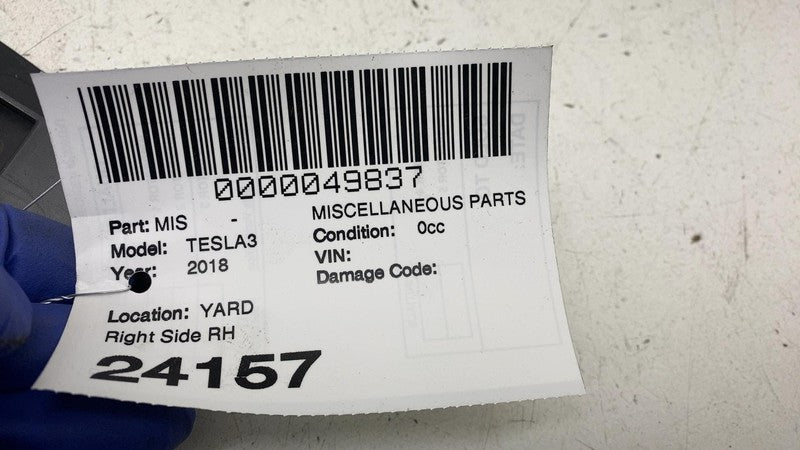 0000049837
Part: MIS - MISCELLANEOUS PARTS
Model: TESLA3 Condition: 0cc
Year: 2018 VIN:
Damage Code:
Location: YARD
Right Side RH
24157